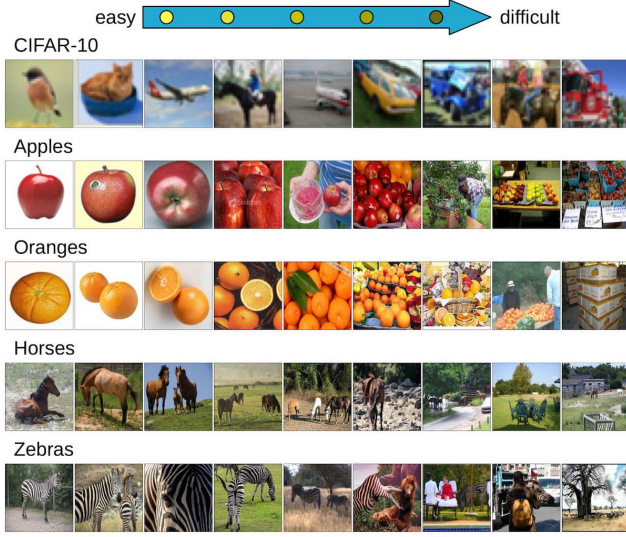 easy
difficult
CIFAR-10
Apples
Oranges
Horses
Zebras